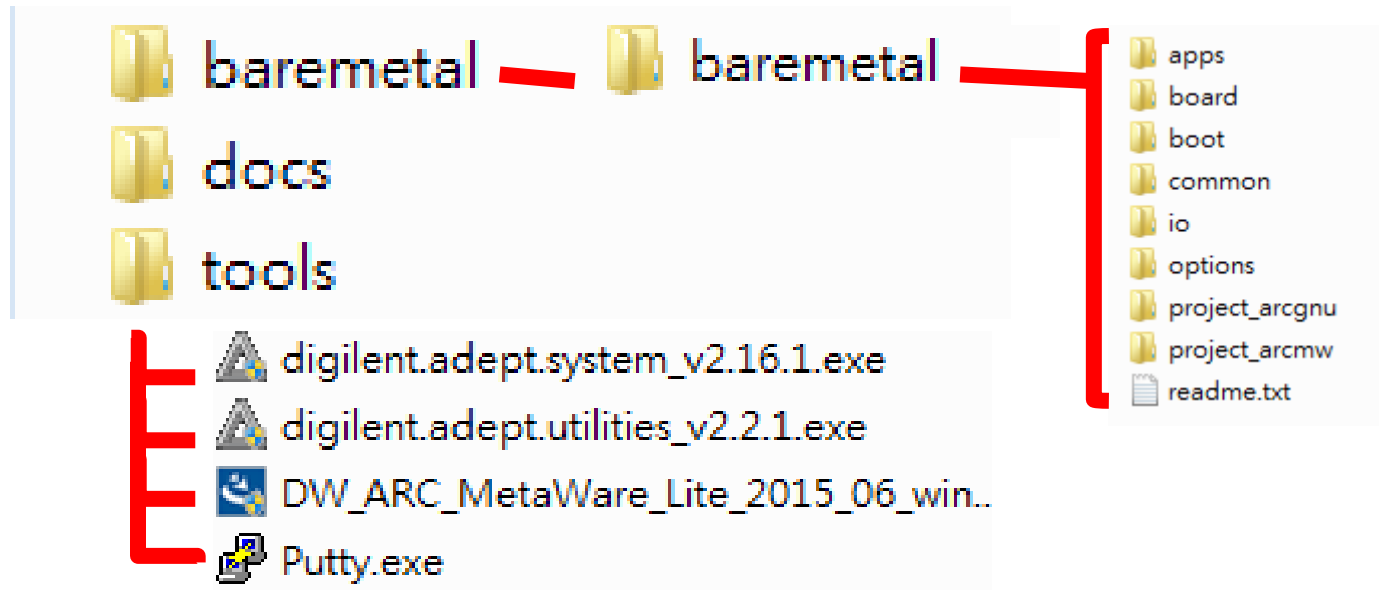 baremetal
baremetal
apps
board
boot
common
io
options
project_arcgnu
project_arcmw
readme.txt
docs
tools
digilent.adept.system_v2.16.1.exe
digilent.adept.utilities_v2.2.1.exe
DW_ARC_MetaWare_Lite_2015_06_win..
Putty.exe